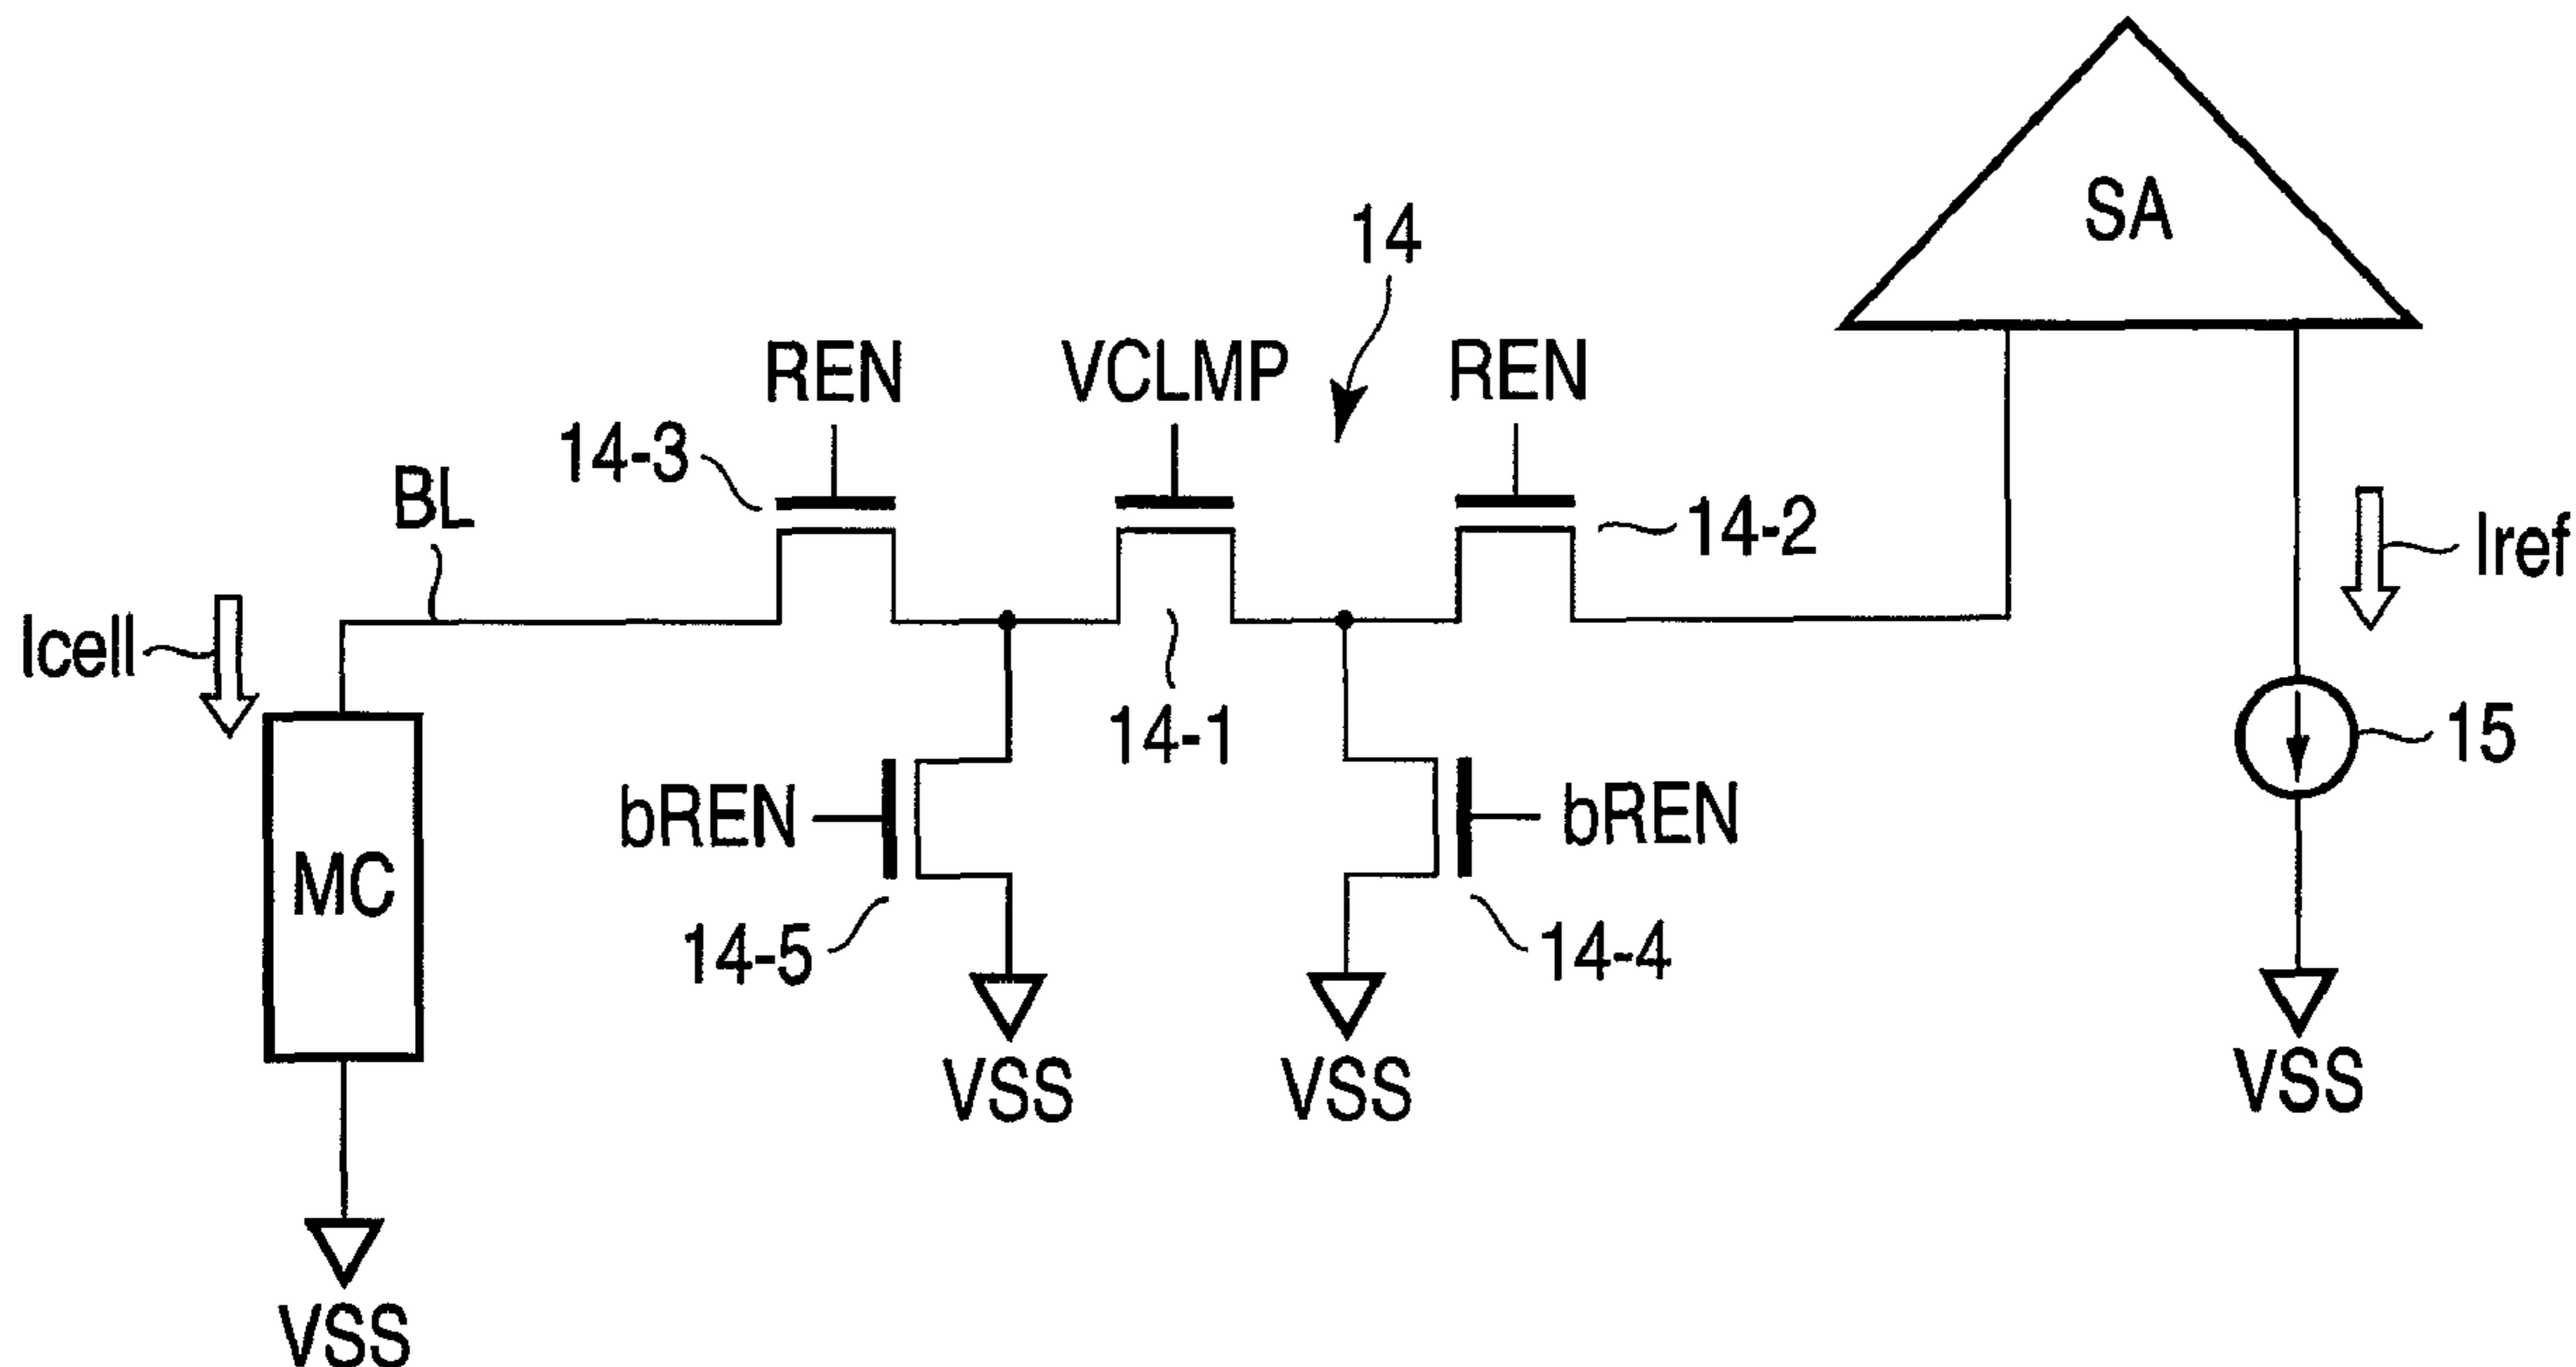 SA
14
REN
VCLMP
REN
14-3
BL
14-2
Iref
Icell
14-1
15
bREN
bREN
MC
14-5
14-4
VSS
VSS
VSS
VSS